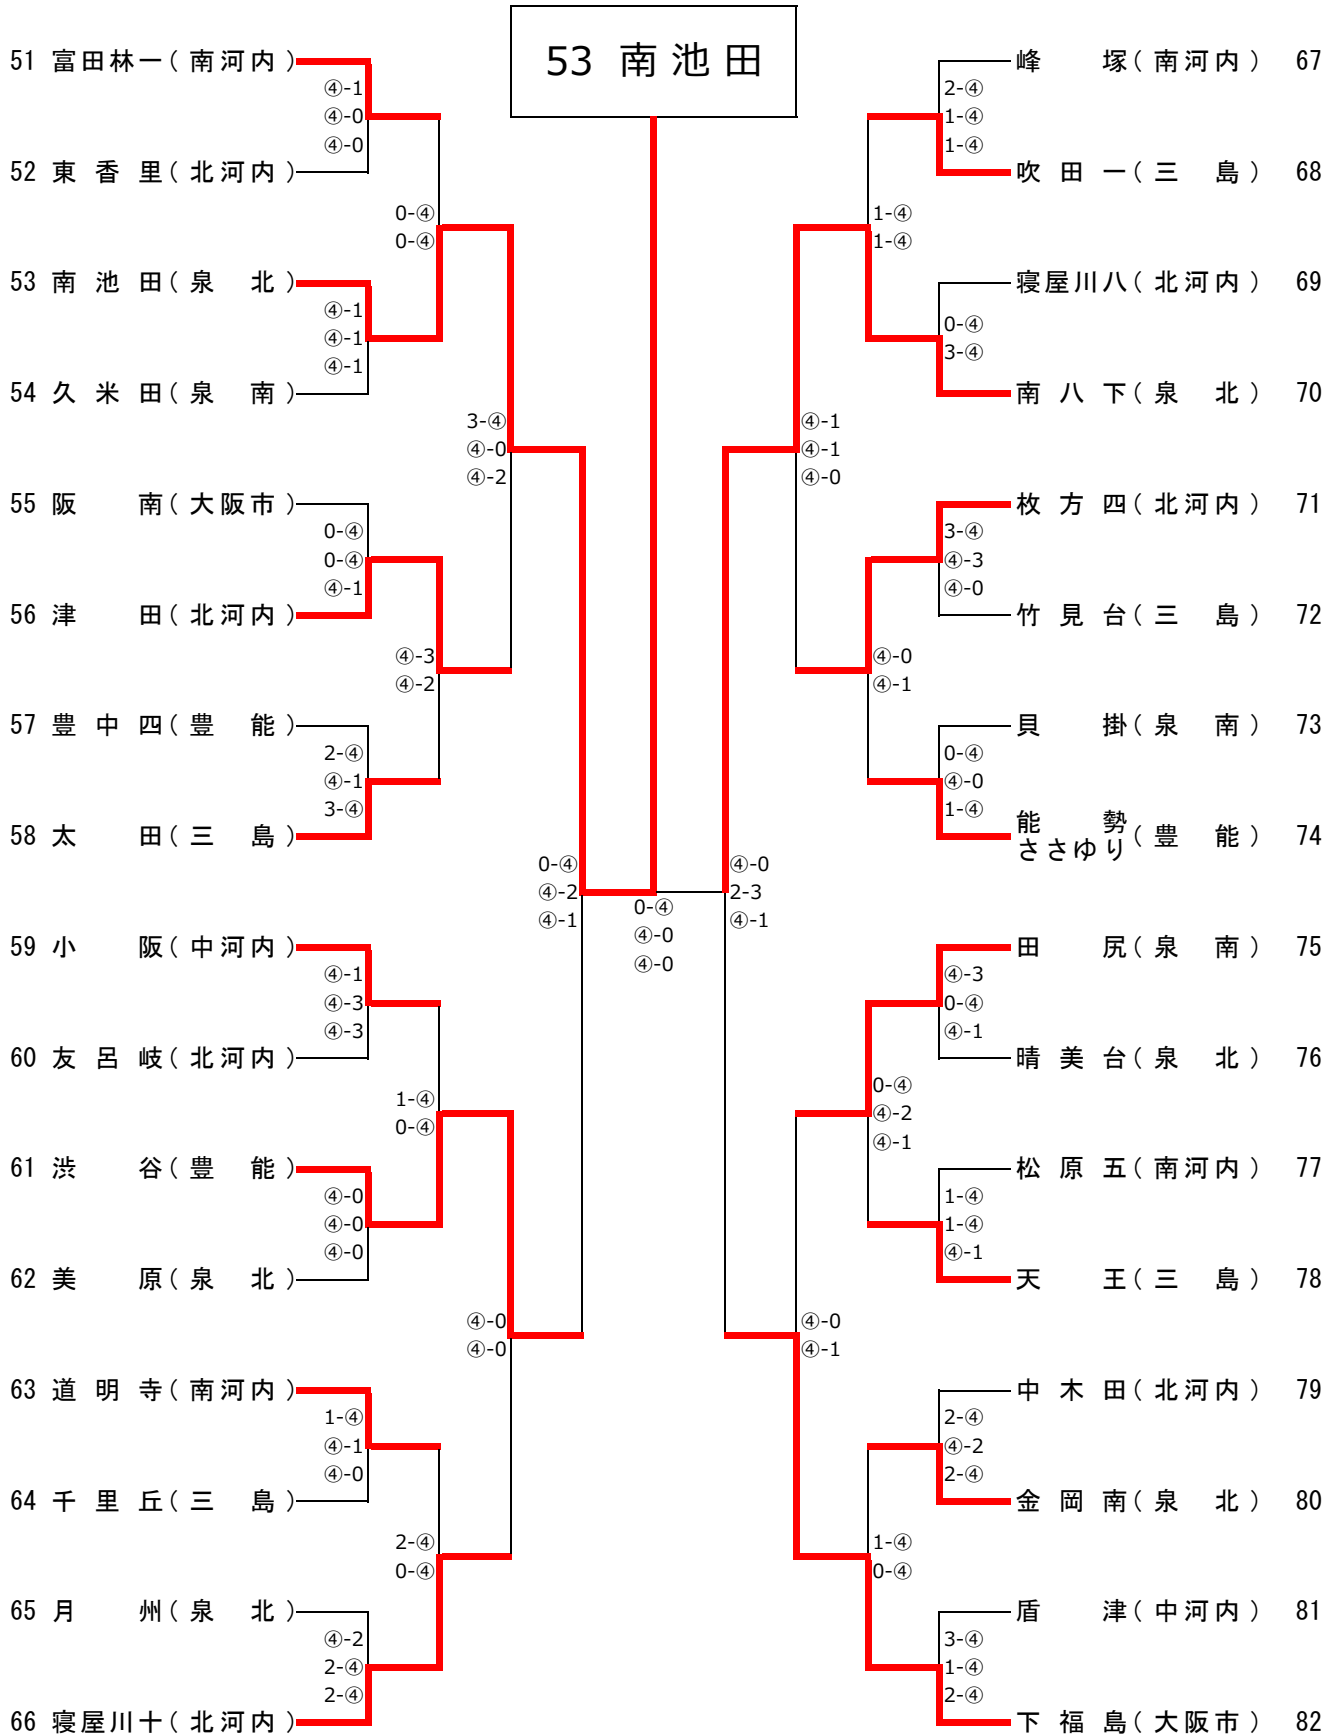 53 南池田
51 富田林一(南河内)
④-1
④-0
④-0
52 東香里(北河内)
0-④
0-④
53 南池田(泉北)
④-1
④-1
④-1
54 久米田(泉南)
3-④
④-0
④-2
55 阪南(大阪市)
0-④
0-④
④-1
56 津田(北河内)
④-3
④-2
57 豊中四(豊能)
2-④
④-1
3-④
58 太田(三島)
0-④
④-2
④-1
59 小阪(中河内)
④-1
④-3
④-3
60 友呂岐(北河内)
1-④
0-④
61 渋谷(豊能)
④-0
④-0
④-0
62 美原(泉北)
④-0
④-0
63 道明寺(南河内)
1-④
④-1
④-0
64 千里丘(三島)
2-④
0-④
65 月州(泉北)
④-2
2-④
2-④
66 寝屋川十(北河内)
0-④
④-0
④-0
峰塚(南河内) 67
2-④
1-④
1-④
吹田一(三島) 68
1-④
1-④
寝屋川八(北河内) 69
0-④
3-④
南八下(泉北) 70
④-1
④-1
④-0
枚方四(北河内) 71
3-④
④-3
④-0
竹見台(三島) 72
④-0
④-1
貝掛(泉南) 73
0-④
④-0
1-④
能勢
ささゆり(豊能) 74
④-0
2-3
④-1
田尻(泉南) 75
④-3
0-④
④-1
晴美台(泉北) 76
0-④
④-2
④-1
松原五(南河内) 77
1-④
1-④
④-1
天王(三島) 78
④-0
④-1
中木田(北河内) 79
2-④
④-2
2-④
金岡南(泉北) 80
1-④
0-④
盾津(中河内) 81
3-④
1-④
2-④
下福島(大阪市) 82